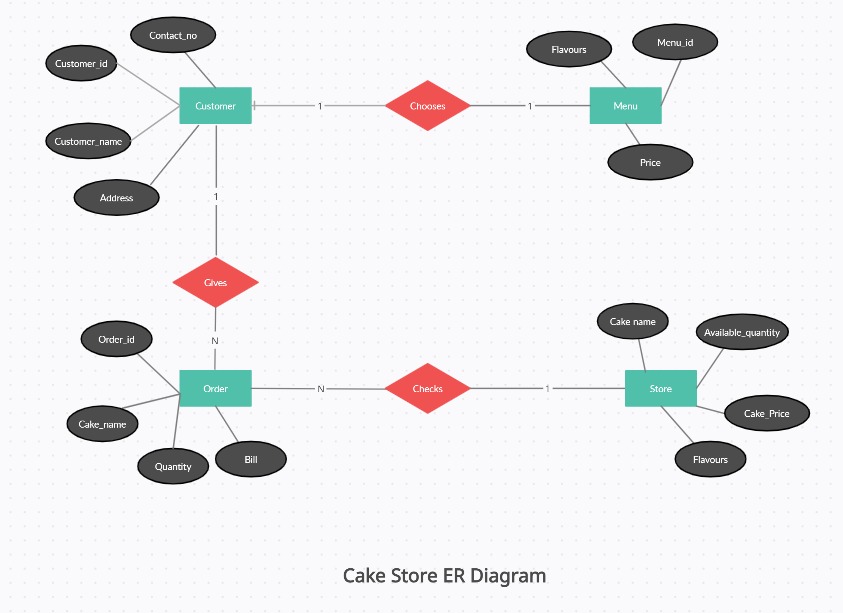 Contact_no
Flavours
Menu_id
Customer_id
Customer
1
Chooses
1
Menu
Customer_name
Price
Address
1
Gives
Cake name
Available_quantity
Order_id
N
Order
N
Checks
1
Store
Cake_name
Cake_Price
Quantity
Bill
Flavours
Cake Store ER Diagram